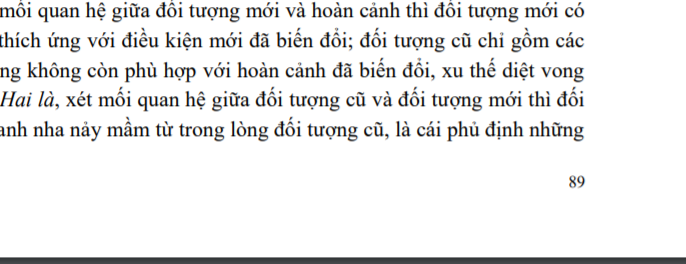 mối quan hệ giữa đối tượng mới và hoàn cảnh thì đối tượng mới có
thích ứng với điều kiện mới đã biến đổi; đối tượng cũ chỉ gồm các
ng không còn phù hợp với hoàn cảnh đã biến đổi, xu thế diệt vong
Hai là, xét mối quan hệ giữa đối tượng cũ và đối tượng mới thì đối
anh nha nảy mầm từ trong lòng đối tượng cũ, là cái phủ định những
89